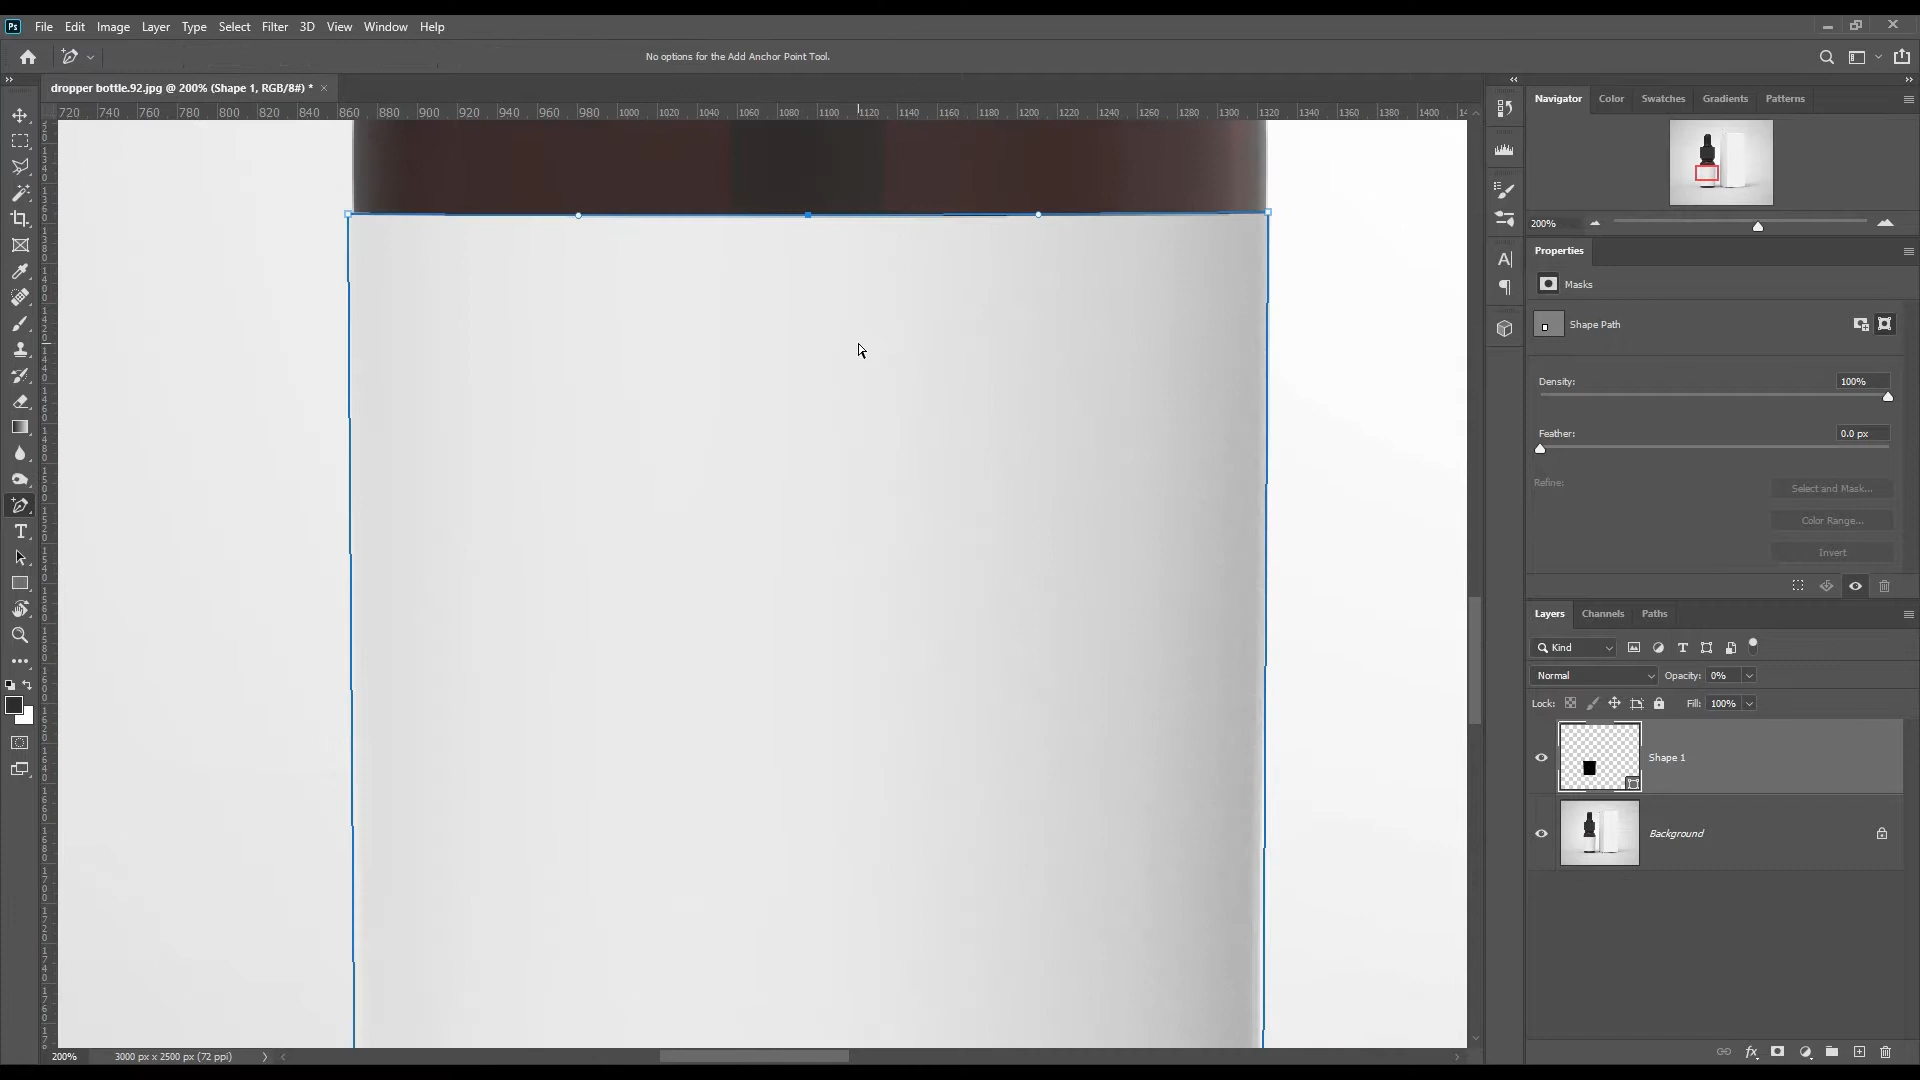 Ps File Edit Image Layer Type Select Filter 3D View Window Help
No options for the Add Anchor Point Tool.
dropper bottle.92.jpg @ 200% (Shape 1, RGB/8#) *
720 740 760 780 800 820 840 860 880 900 920 940 960 980 1000 1020 1040 1060 1080 1100 1120 1140 1160 1180 1200 1220 1240 1260 1280 1300 1320 1340 1360 1380 1400
Navigator Color Swatches Gradients Patterns
200%
Properties
Masks
Shape Path
Density: 100%
Feather: 0.0 px
Refine: Select and Mask...
Color Range...
Invert
Layers Channels Paths
Kind
Normal Opacity: 0%
Lock: Fill: 100%
Shape 1
Background
200% 3000 px x 2500 px (72 ppi)